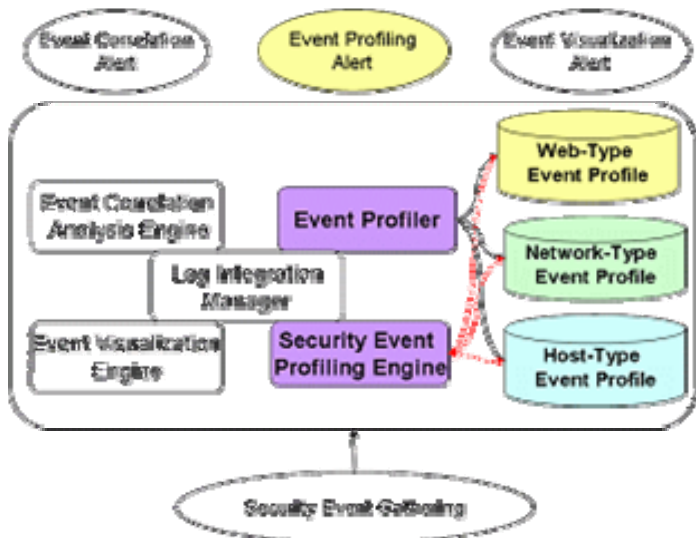 Event Correlation
Alert
Event Profiling
Alert
Event Visualization
Alert
Web-Type
Event Profile
Event Correlation
Analysis Engine
Event Profiler
Network-Type
Event Profile
Log Integration
Manager
Event Visualization
Engine
Security Event
Profiling Engine
Host-Type
Event Profile
Security Event Gathering